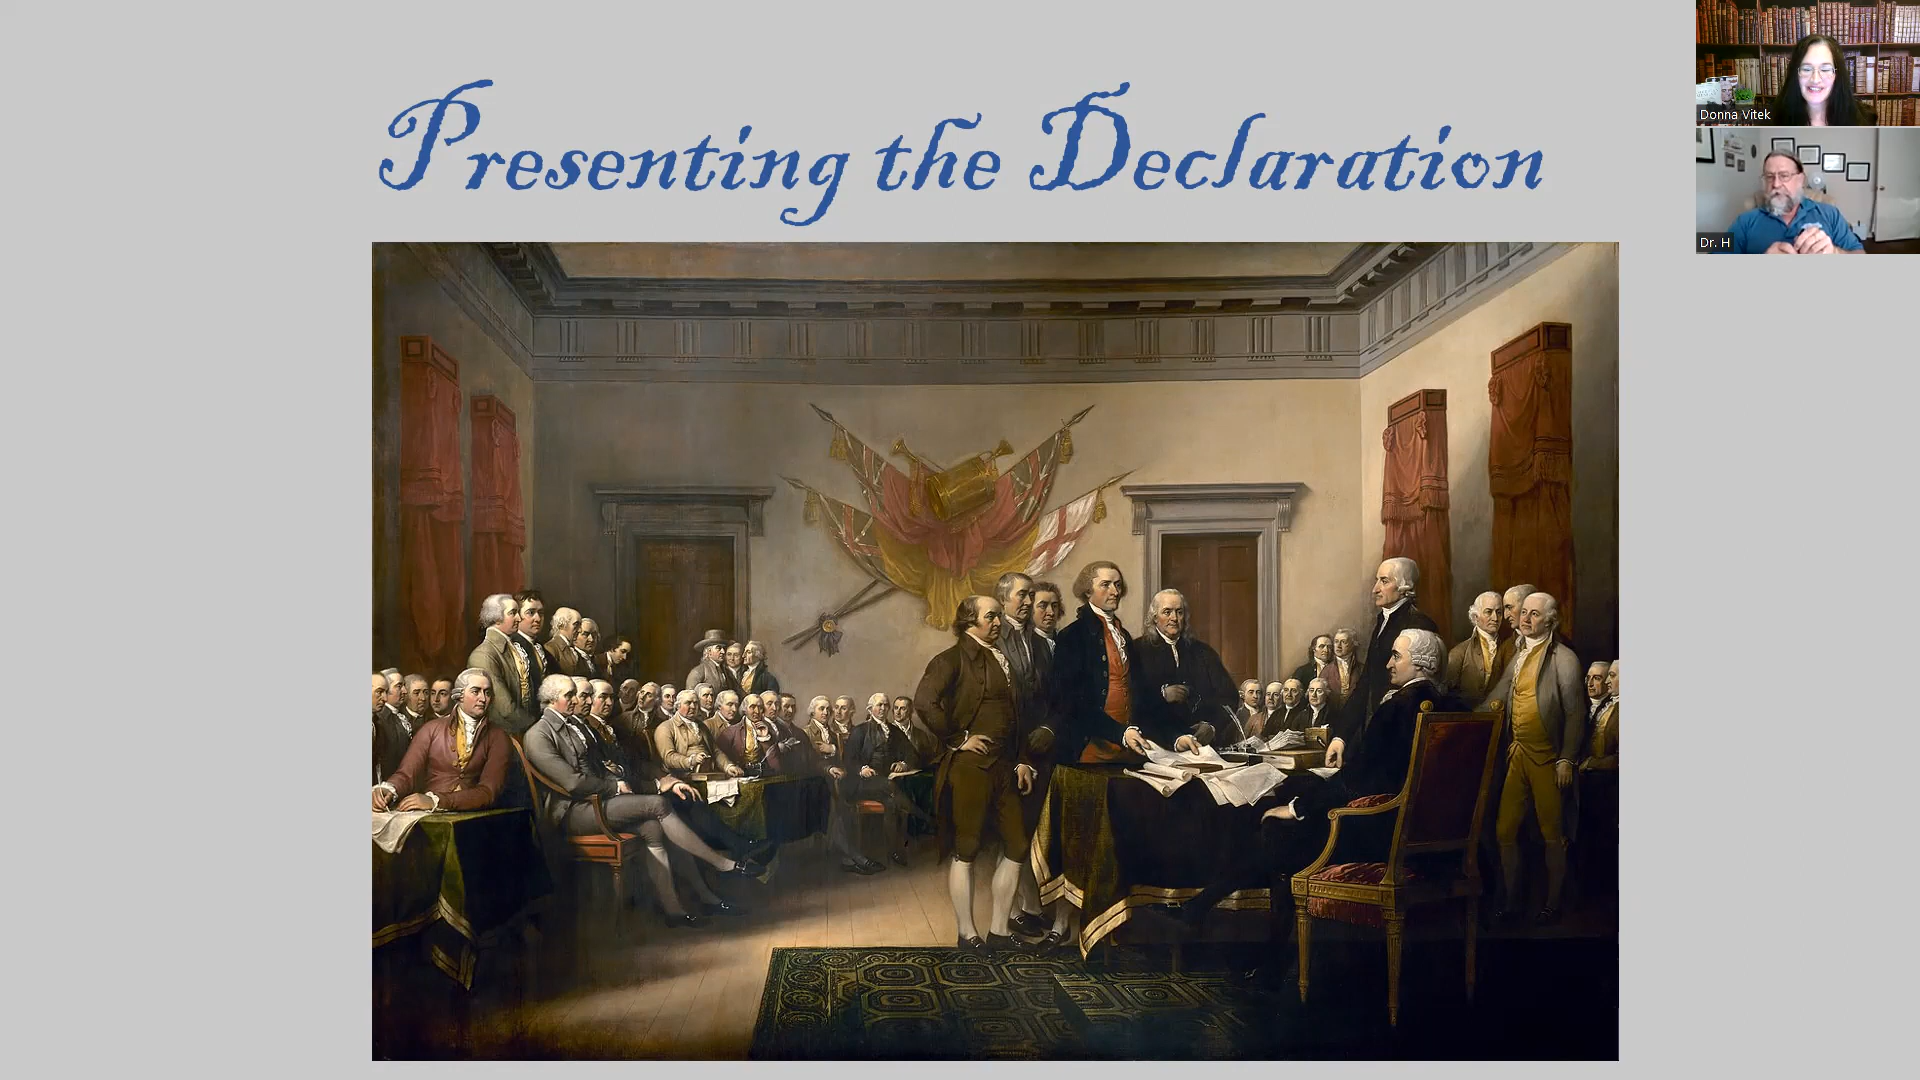 Presenting the Declaration
Donna Vitek
Dr. H